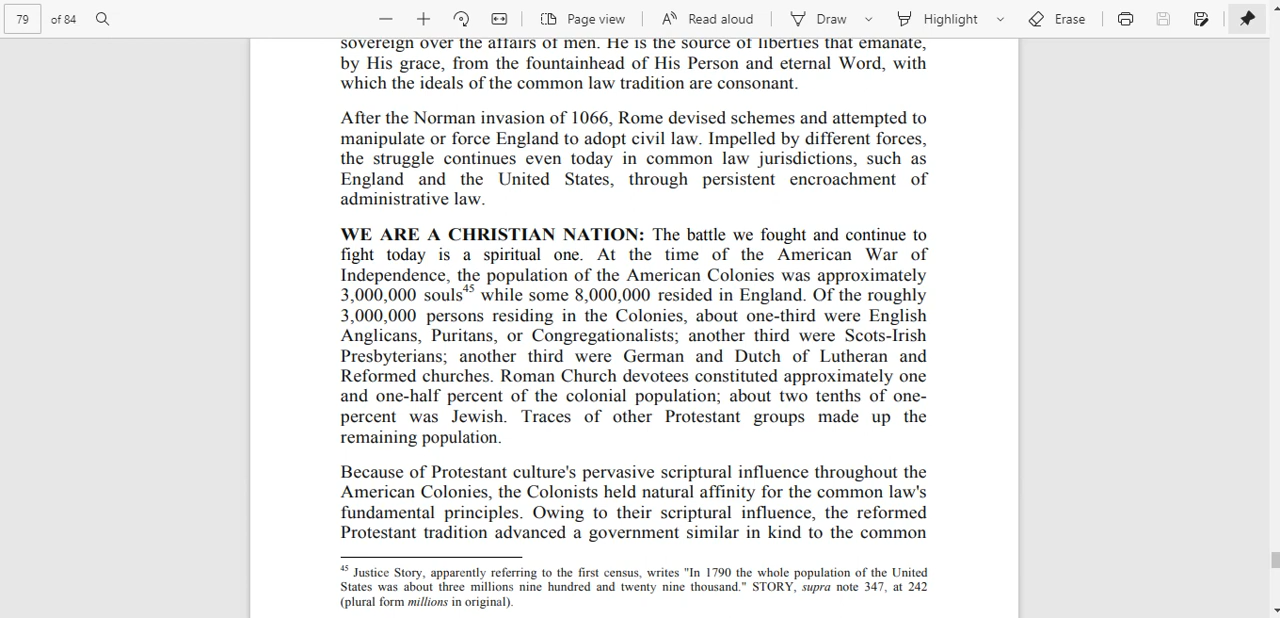 79 of 84 Page view Read aloud Draw Highlight Erase
sovereign over the affairs of men. He is the source of liberties that emanate,
by His grace, from the fountainhead of His Person and eternal Word, with
which the ideals of the common law tradition are consonant.
After the Norman invasion of 1066, Rome devised schemes and attempted to
manipulate or force England to adopt civil law. Impelled by different forces,
the struggle continues even today in common law jurisdictions, such as
England and the United States, through persistent encroachment of
administrative law.
WE ARE A CHRISTIAN NATION: The battle we fought and continue to
fight today is a spiritual one. At the time of the American War of
Independence, the population of the American Colonies was approximately
3,000,000 souls45 while some 8,000,000 resided in England. Of the roughly
3,000,000 persons residing in the Colonies, about one-third were English
Anglicans, Puritans, or Congregationalists; another third were Scots-Irish
Presbyterians; another third were German and Dutch of Lutheran and
Reformed churches. Roman Church devotees constituted approximately one
and one-half percent of the colonial population; about two tenths of one-
percent was Jewish. Traces of other Protestant groups made up the
remaining population.
Because of Protestant culture's pervasive scriptural influence throughout the
American Colonies, the Colonists held natural affinity for the common law's
fundamental principles. Owing to their scriptural influence, the reformed
Protestant tradition advanced a government similar in kind to the common
45 Justice Story, apparently referring to the first census, writes "In 1790 the whole population of the United
States was about three millions nine hundred and twenty nine thousand." STORY, supra note 347, at 242
(plural form millions in original).